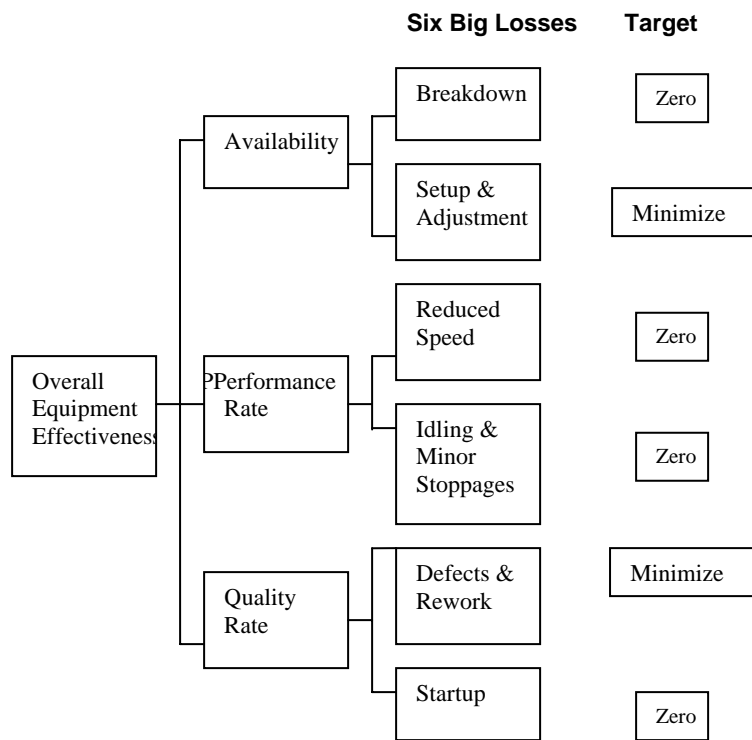 Six Big Losses Target
Breakdown
Zero
Availability
Setup &
Adjustment
Minimize
Reduced
Speed
Zero
Overall
Equipment
Effectiveness
PPerformance
Rate
Idling &
Minor
Stoppages
Zero
Defects &
Rework
Minimize
Quality
Rate
Startup
Zero